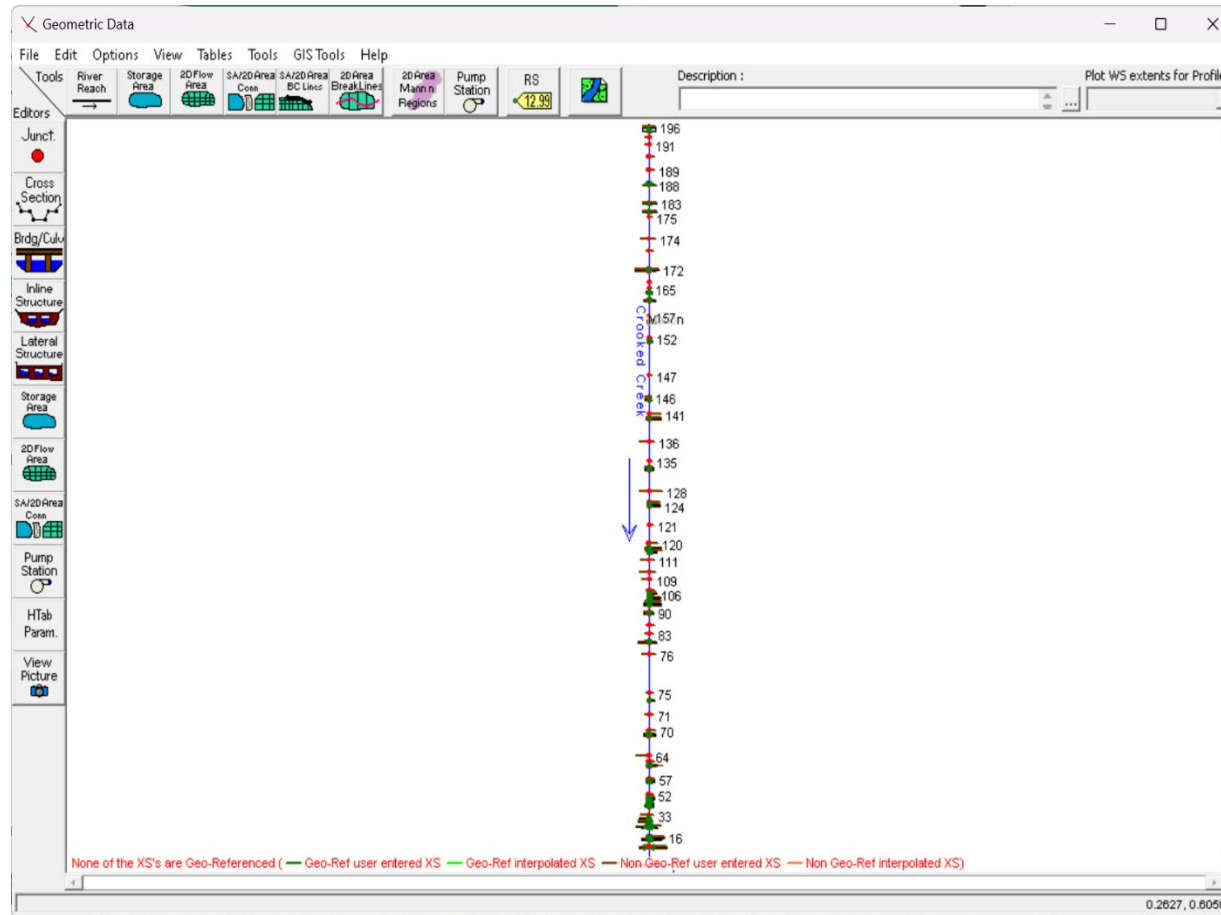 Geometric Data
File Edit Options View Tables Tools GIS Tools Help
Tools
Editors
River Reach
Storage Area
2D Flow Area
SA/2D Area Conn
SA/2D Area BC Lines
2D Area BreakLines
2D Area Mann n Regions
Pump Station
RS
12.99
Description :
...
Plot WS extents for Profile
Junct.
Cross Section
Brdg/Culv
Inline Structure
Lateral Structure
Storage Area
2D Flow Area
SA/2D Area Conn
Pump Station
HTab Param.
View Picture
196
191
189
188
183
175
174
172
165
157
152
147
146
141
136
135
128
124
121
120
111
109
106
90
83
76
75
71
70
64
57
52
33
16
Crooked Creek
None of the XS's are Geo-Referenced ( Geo-Ref user entered XS Geo-Ref interpolated XS Non Geo-Ref user entered XS Non Geo-Ref interpolated XS)